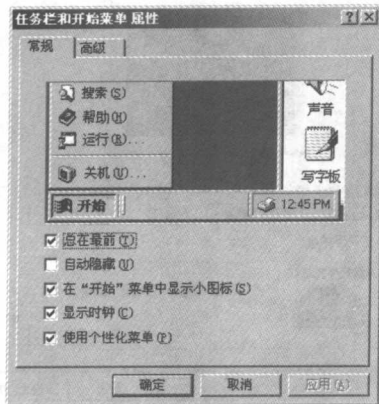 任务栏和开始菜单 属性
常规 高级
搜索(S)
帮助(H)
运行(R)...
关机(U)...
声音
写字板
开始
12:45 PM
总在最前(T)
自动隐藏(U)
在“开始”菜单中显示小图标(S)
显示时钟(C)
使用个性化菜单(P)
确定 取消 应用(A)